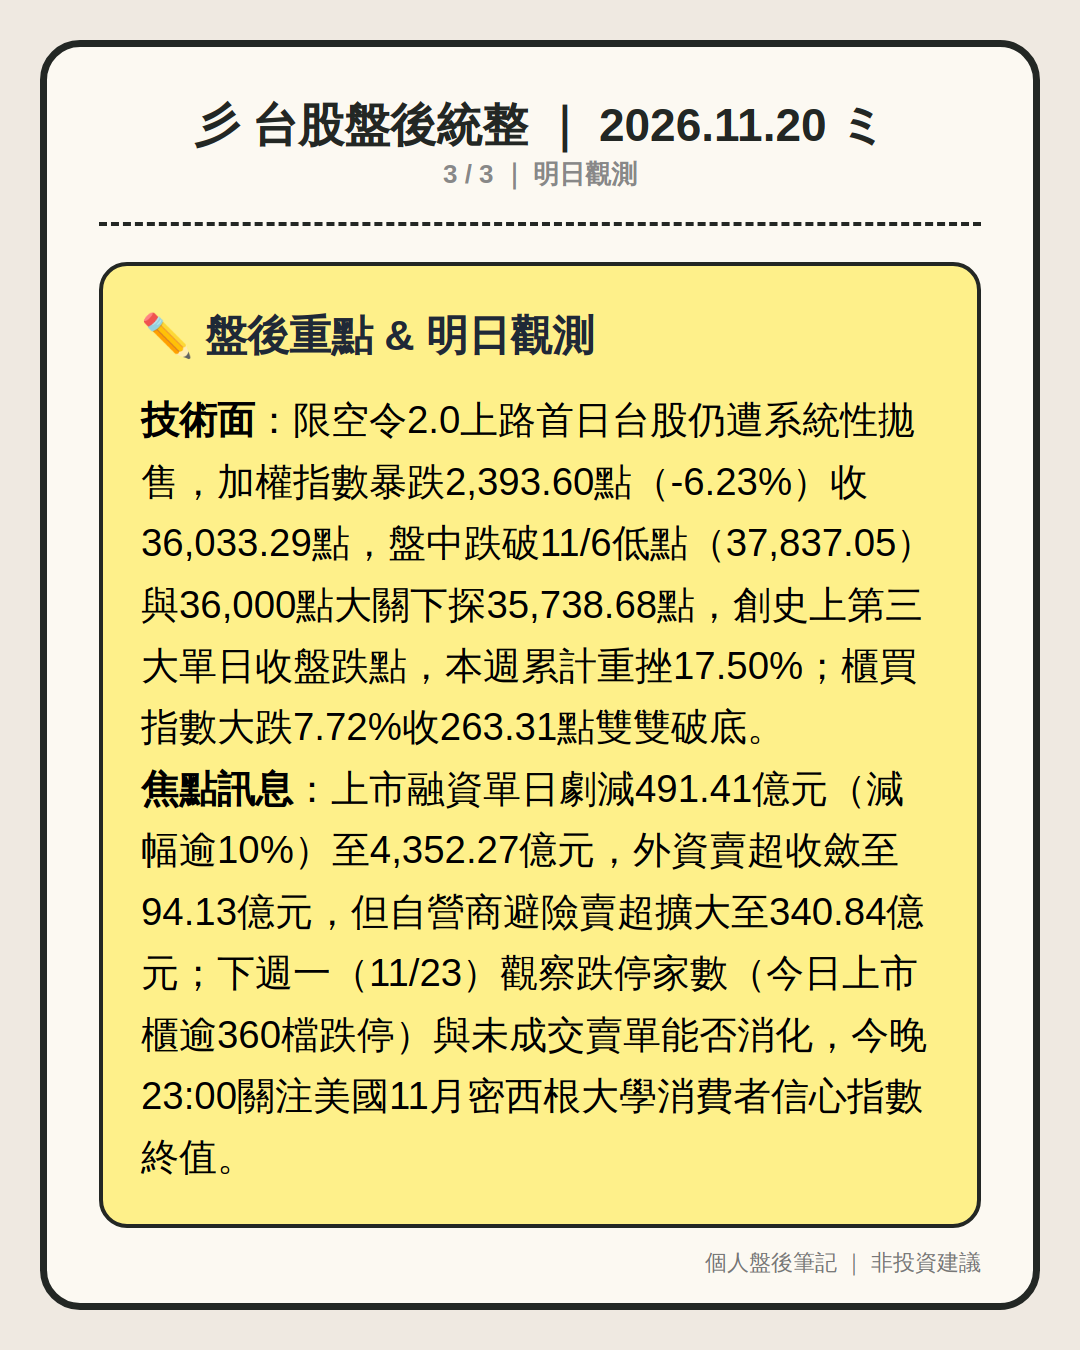 彡 台股盤後統整 ｜ 2026.11.20 ミ
3 / 3 ｜ 明日觀測
✏️ 盤後重點 & 明日觀測
技術面：限空令2.0上路首日台股仍遭系統性拋
售，加權指數暴跌2,393.60點（-6.23%）收
36,033.29點，盤中跌破11/6低點（37,837.05）
與36,000點大關下探35,738.68點，創史上第三
大單日收盤跌點，本週累計重挫17.50%；櫃買
指數大跌7.72%收263.31點雙雙破底。
焦點訊息：上市融資單日劇減491.41億元（減
幅逾10%）至4,352.27億元，外資賣超收斂至
94.13億元，但自營商避險賣超擴大至340.84億
元；下週一（11/23）觀察跌停家數（今日上市
櫃逾360檔跌停）與未成交賣單能否消化，今晚
23:00關注美國11月密西根大學消費者信心指數
終值。
個人盤後筆記 ｜ 非投資建議